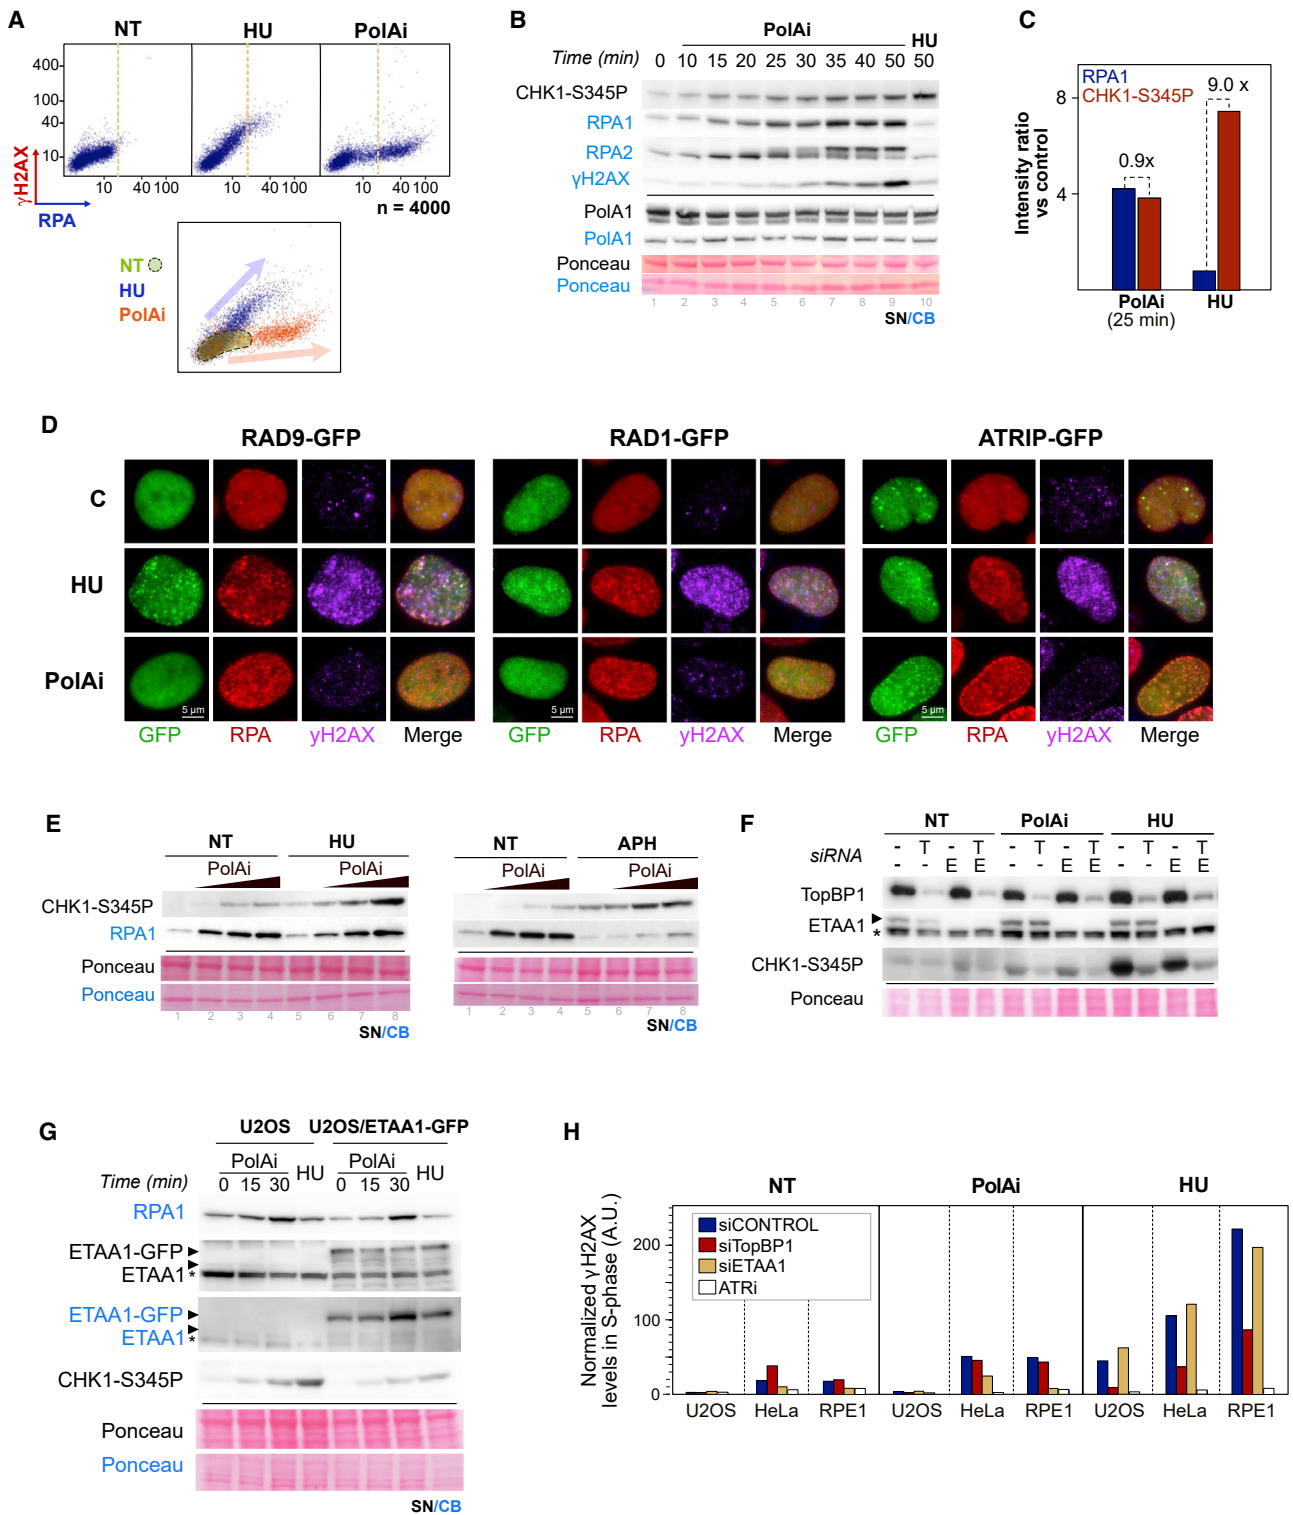 A
NT HU PolAi
400
100
40
10
γH2AX
10 40 100 10 40 100 10 40 100
RPA
n = 4000
NT
HU
PolAi
B
PolAi HU
Time (min) 0 10 15 20 25 30 35 40 50 50
CHK1-S345P
RPA1
RPA2
γH2AX
PolA1
PolA1
Ponceau
Ponceau
1 2 3 4 5 6 7 8 9 10
SN/CB
C
RPA1
CHK1-S345P
8
4
Intensity ratio
vs control
0.9x
9.0 x
PolAi HU
(25 min)
D
RAD9-GFP RAD1-GFP ATRIP-GFP
C
HU
PolAi
5 µm 5 µm 5 µm
GFP RPA yH2AX Merge GFP RPA yH2AX Merge GFP RPA yH2AX Merge
E
NT HU
PolAi PolAi
CHK1-S345P
RPA1
Ponceau
Ponceau
1 2 3 4 5 6 7 8
SN/CB
NT APH
PolAi PolAi
1 2 3 4 5 6 7 8
SN/CB
F
NT PolAi HU
siRNA - T - T - T - T - T - T
- - E E - - E E - - E E
TopBP1
ETAA1
*
CHK1-S345P
Ponceau
G
U2OS U2OS/ETAA1-GFP
PolAi HU PolAi HU
Time (min) 0 15 30 0 15 30
RPA1
ETAA1-GFP
ETAA1 *
ETAA1-GFP
ETAA1 *
CHK1-S345P
Ponceau
Ponceau
SN/CB
H
NT PolAi HU
Normalized γH2AX
levels in S-phase (A.U.)
200
100
0
siCONTROL
siTopBP1
siETAA1
ATRi
U2OS HeLa RPE1 U2OS HeLa RPE1 U2OS HeLa RPE1